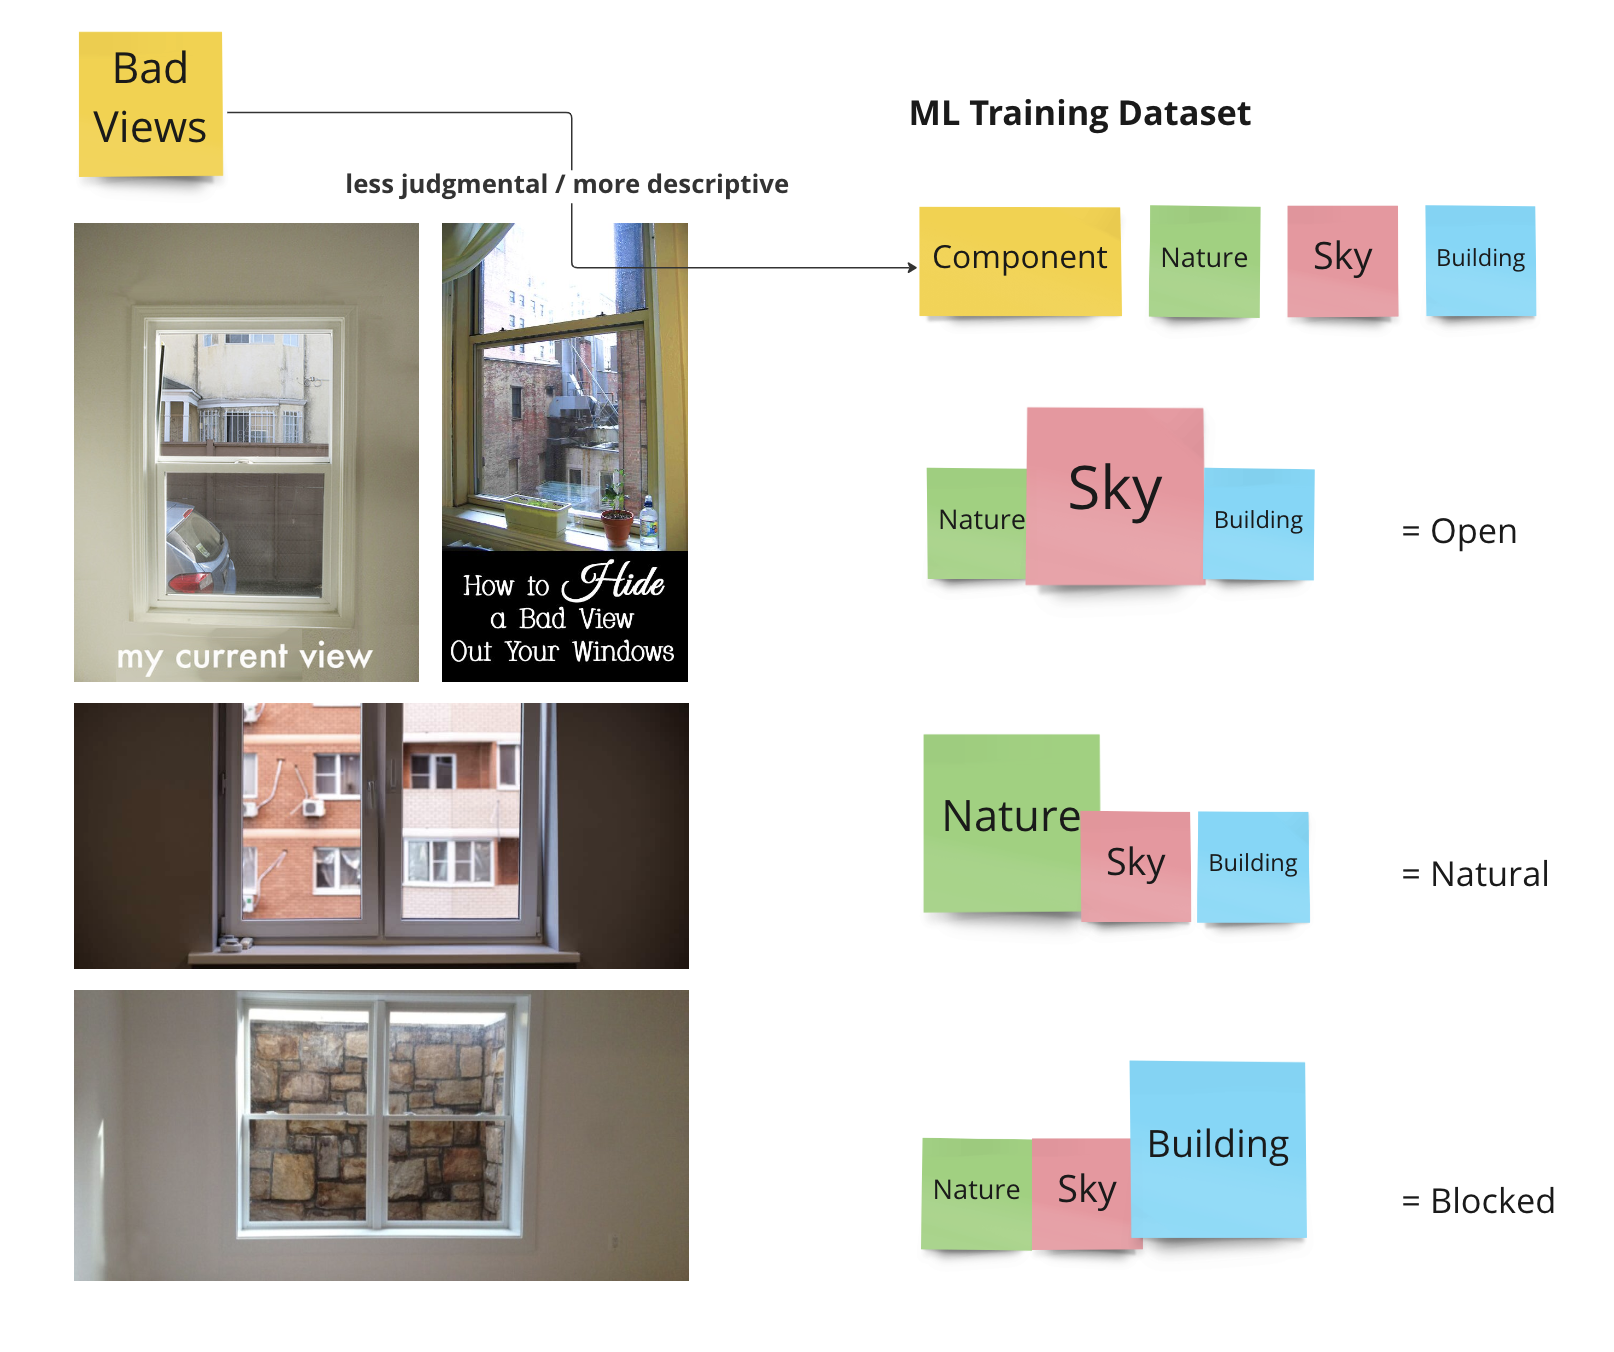 Bad
Views
ML Training Dataset
less judgmental / more descriptive
Component
Nature
Sky
Building
Nature
Sky
Building
= Open
How to Hide
a Bad View
Out Your Windows
my current view
Nature
Sky
Building
= Natural
Nature
Sky
Building
= Blocked